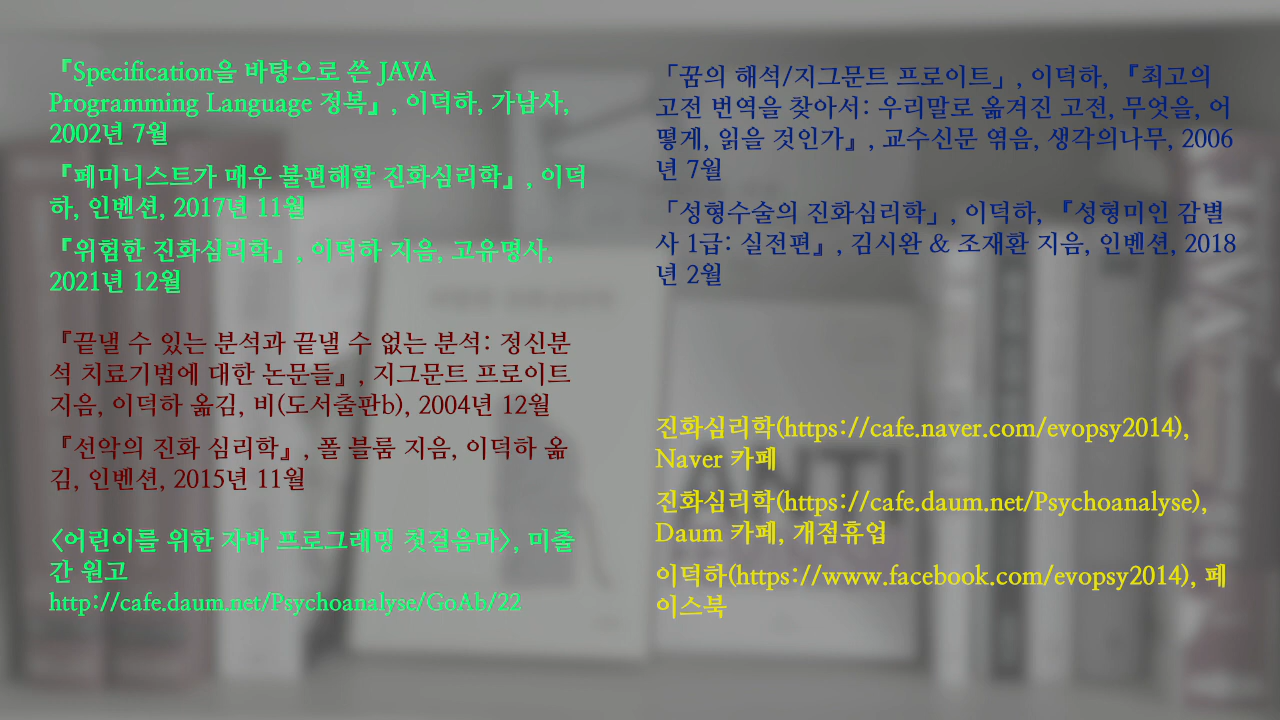 『Specification을 바탕으로 쓴 JAVA
Programming Language 정복』, 이덕하, 가남사,
2002년 7월
『페미니스트가 매우 불편해할 진화심리학』, 이덕
하, 인벤션, 2017년 11월
『위험한 진화심리학』, 이덕하 지음, 고유명사,
2021년 12월
『끝낼 수 있는 분석과 끝낼 수 없는 분석: 정신분
석 치료기법에 대한 논문들』, 지그문트 프로이트
지음, 이덕하 옮김, 비(도서출판b), 2004년 12월
『선악의 진화 심리학』, 폴 블룸 지음, 이덕하 옮
김, 인벤션, 2015년 11월
<어린이를 위한 자바 프로그래밍 첫걸음마>, 미출
간 원고
http://cafe.daum.net/Psychoanalyse/GoAb/22
「꿈의 해석/지그문트 프로이트」, 이덕하, 『최고의
고전 번역을 찾아서: 우리말로 옮겨진 고전, 무엇을, 어
떻게, 읽을 것인가』, 교수신문 엮음, 생각의나무, 2006
년 7월
「성형수술의 진화심리학」, 이덕하, 『성형미인 감별
사 1급: 실전편』, 김시완 & 조재환 지음, 인벤션, 2018
년 2월
진화심리학(https://cafe.naver.com/evopsy2014),
Naver 카페
진화심리학(https://cafe.daum.net/Psychoanalyse),
Daum 카페, 개점휴업
이덕하(https://www.facebook.com/evopsy2014), 페
이스북